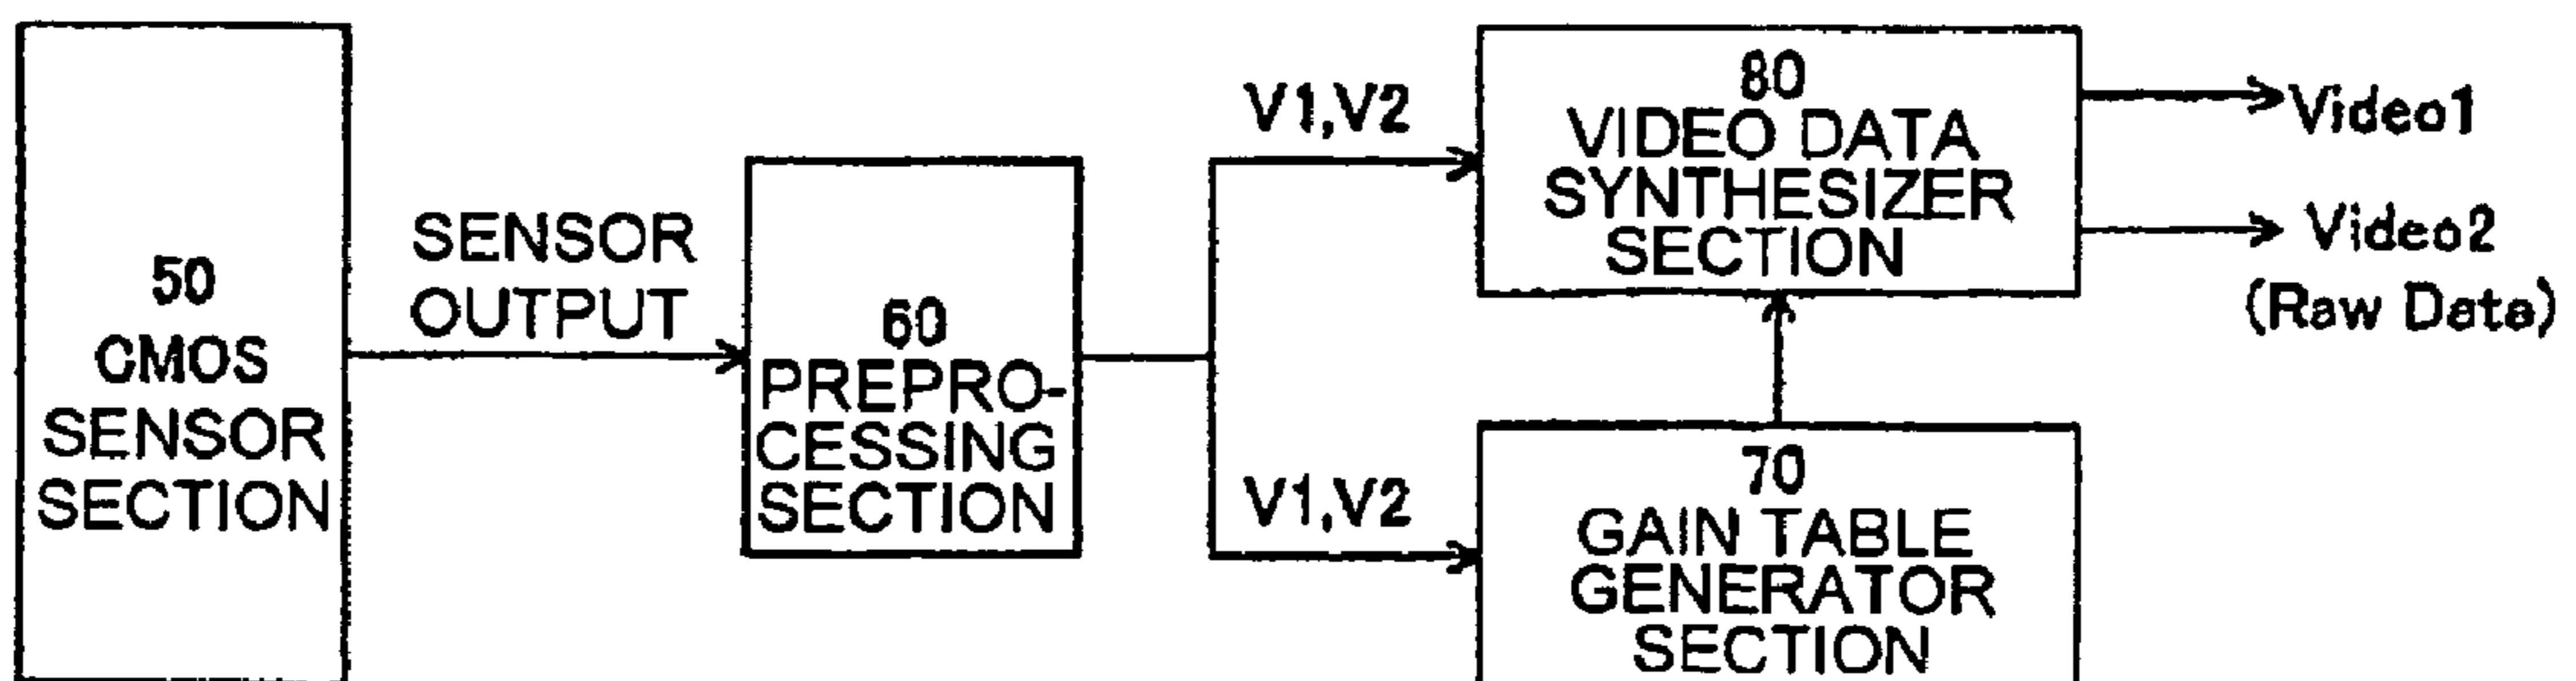 50
CMOS
SENSOR
SECTION
SENSOR
OUTPUT
60
PREPRO-
CESSING
SECTION
V1,V2
V1,V2
80
VIDEO DATA
SYNTHESIZER
SECTION
70
GAIN TABLE
GENERATOR
SECTION
Video1
Video2
(Raw Data)